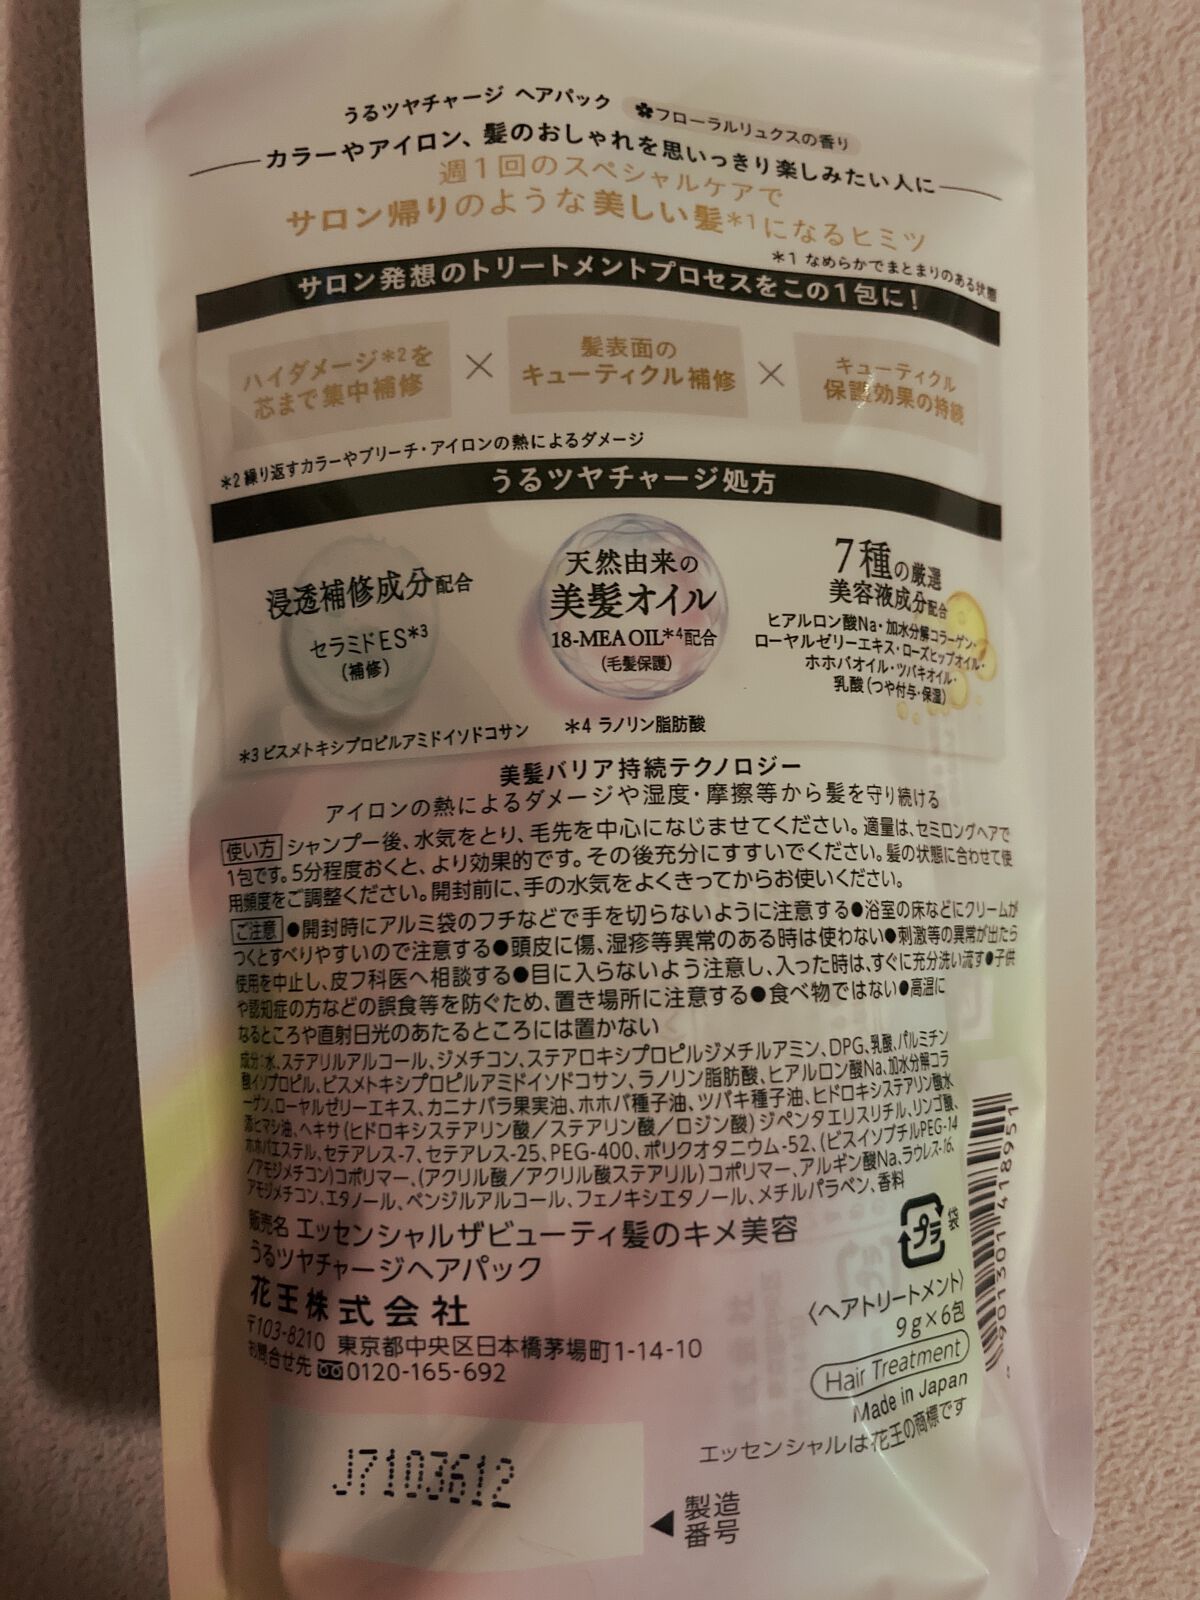 うるツヤチャージ ヘアパック
フローラルリュクスの香り
カラーやアイロン、髪のおしゃれを思いっきり楽しみたい人に
週1回のスペシャルケアで
サロン帰りのような美しい髪*1になるヒミツ
*1 なめらかでまとまりのある状態
サロン発想のトリートメントプロセスをこの1包に!
ハイダメージ*2を
芯まで集中補修
×
髪表面の
キューティクル補修
×
キューティクル
保護効果の持続
*2 繰り返すカラーやブリーチ・アイロンの熱によるダメージ
うるツヤチャージ処方
浸透補修成分配合
セラミドES*3
(補修)
*3 ビスメトキシプロピルアミドイソドコサン
天然由来の
美髪オイル
18-MEA OIL*4配合
(毛髪保護)
*4 ラノリン脂肪酸
7種の厳選
美容液成分配合
ヒアルロン酸Na・加水分解コラーゲン・
ローヤルゼリーエキス・ローズヒップオイル・
ホホバオイル・ツバキオイル・
乳酸(つや付与・保湿)
美髪バリア持続テクノロジー
アイロンの熱によるダメージや湿度・摩擦等から髪を守り続ける
使い方 シャンプー後、水気をとり、毛先を中心になじませてください。適量は、セミロングヘアで
1包です。5分程度おくと、より効果的です。その後充分にすすいでください。髪の状態に合わせて使
用頻度をご調整ください。開封前に、手の水気をよくきってからお使いください。
ご注意 ●開封時にアルミ袋のフチなどで手を切らないように注意する●浴室の床などにクリームが
つくとすべりやすいので注意する●頭皮に傷、湿疹等異常のある時は使わない●刺激等の異常が出たら
使用を中止し、皮フ科医へ相談する●目に入らないよう注意し、入った時は、すぐに充分洗い流す●子供
や認知症の方などの誤食等を防ぐため、置き場所に注意する●食べ物ではない●高温に
なるところや直射日光のあたるところには置かない
成分:水、ステアリルアルコール、ジメチコン、ステアロキシプロピルジメチルアミン、DPG、乳酸、パルミチン
酸イソプロピル、ビスメトキシプロピルアミドイソドコサン、ラノリン脂肪酸、ヒアルロン酸Na、加水分解コラ
ーゲン、ローヤルゼリーエキス、カニナバラ果実油、ホホバ種子油、ツバキ種子油、ヒドロキシステアリン酸水
添ヒマシ油、ヘキサ(ヒドロキシステアリン酸/ステアリン酸/ロジン酸)ジペンタエリスリチル、リンゴ酸、
ホホバエステル、セテアレス-7、セテアレス-25、PEG-400、ポリクオタニウム-52、(ビスイソブチルPEG-14
/アモジメチコン)コポリマー、(アクリル酸/アクリル酸ステアリル)コポリマー、アルギン酸Na、ラウレス-16、
アモジメチコン、エタノール、ベンジルアルコール、フェノキシエタノール、メチルパラベン、香料
販売名 エッセンシャルザビューティ髪のキメ美容
うるツヤチャージヘアパック
花王株式会社
〒103-8210 東京都中央区日本橋茅場町1-14-10
お問合せ先 0120-165-692
プラ
袋
〈ヘアトリートメント〉
9g×6包
Hair Treatment
Made in Japan
エッセンシャルは花王の商標です
4 901301 418951
J7103612
◀製造
番号